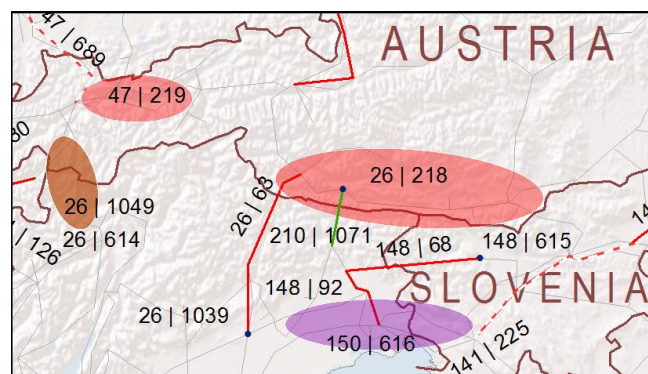 47 | 689
AUSTRIA
47 | 219
26 | 218
26 | 63
26 | 1049
26 | 614
| 126
210 | 1071
148 | 68
148 | 615
SLOVENIA
148 | 92
26 | 1039
150 | 616
141 | 225